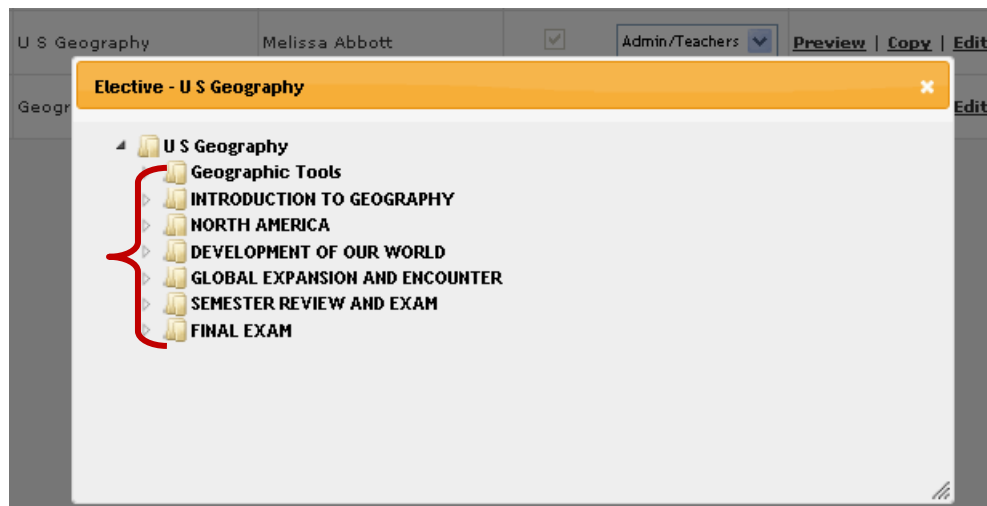 U S Geography Melissa Abbott Admin/Teachers Preview | Copy | Edit
Elective - U S Geography
Geogr Edit
U S Geography
Geographic Tools
INTRODUCTION TO GEOGRAPHY
NORTH AMERICA
DEVELOPMENT OF OUR WORLD
GLOBAL EXPANSION AND ENCOUNTER
SEMESTER REVIEW AND EXAM
FINAL EXAM